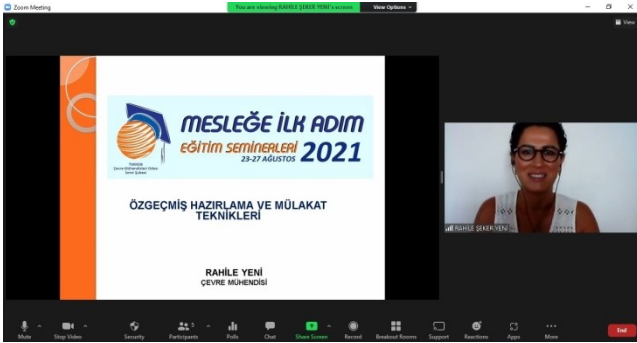 Zoom Meeting
You are viewing RAHİLE ŞEKER YENİ's screen
View Options
View
MESLEĞE İLK ADIM
EĞİTİM SEMİNERLERİ 2021
23-27 AĞUSTOS
ÖZGEÇMİŞ HAZIRLAMA VE MÜLAKAT
TEKNİKLERİ
RAHİLE YENİ
ÇEVRE MÜHENDİSİ
RAHİLE ŞEKER YENİ
Mute
Stop Video
Security
Participants
Polls
Chat
Share Screen
Record
Breakout Rooms
Support
Reactions
Apps
More
End